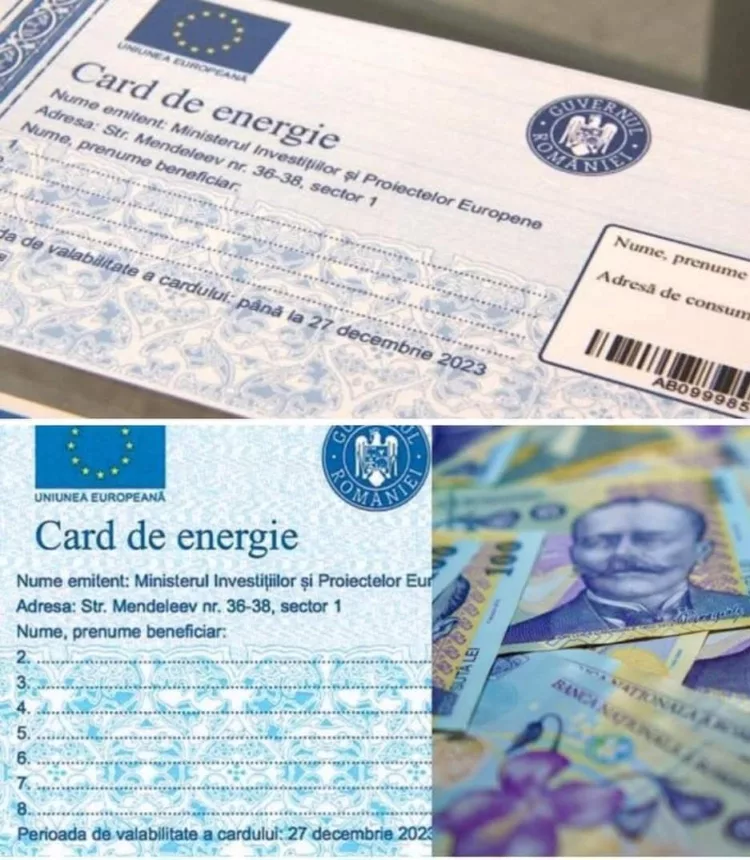 UNIUNEA EUROPEANĂ
Card de energie
Nume emitent: Ministerul Investițiilor și Proiectelor Europene
Adresa: Str. Mendeleev nr. 36-38, sector 1
Nume, prenume beneficiar:
1.
de valabilitate a cardului: până la 27 decembrie 2023
GUVERNUL ROMÂNIEI
Nume, prenume
Adresă de consum
AB099985
UNIUNEA EUROPEANĂ
ROMÂNIEI
Card de energie
Nume emitent: Ministerul Investițiilor și Proiectelor Eur
Adresa: Str. Mendeleev nr. 36-38, sector 1
Nume, prenume beneficiar:
2.
3.
4.
5.
6.
7.
8.
Perioada de valabilitate a cardului: 27 decembrie 2023
100
SUTĂ LEI
BANCA NAȚIONALĂ A